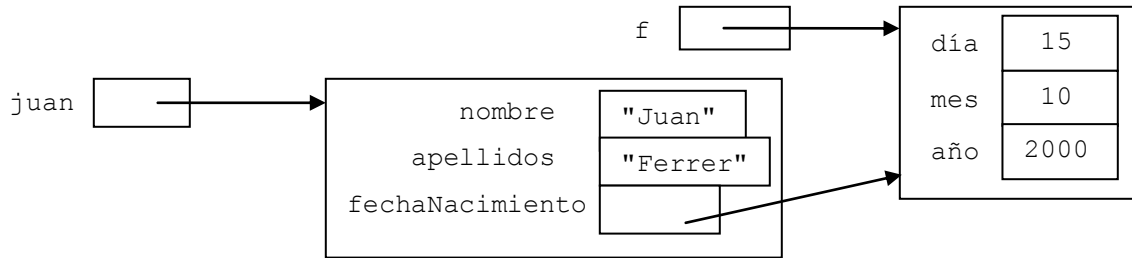 f
día 15
juan
nombre "Juan"
mes 10
apellidos "Ferrer"
año 2000
fechaNacimiento